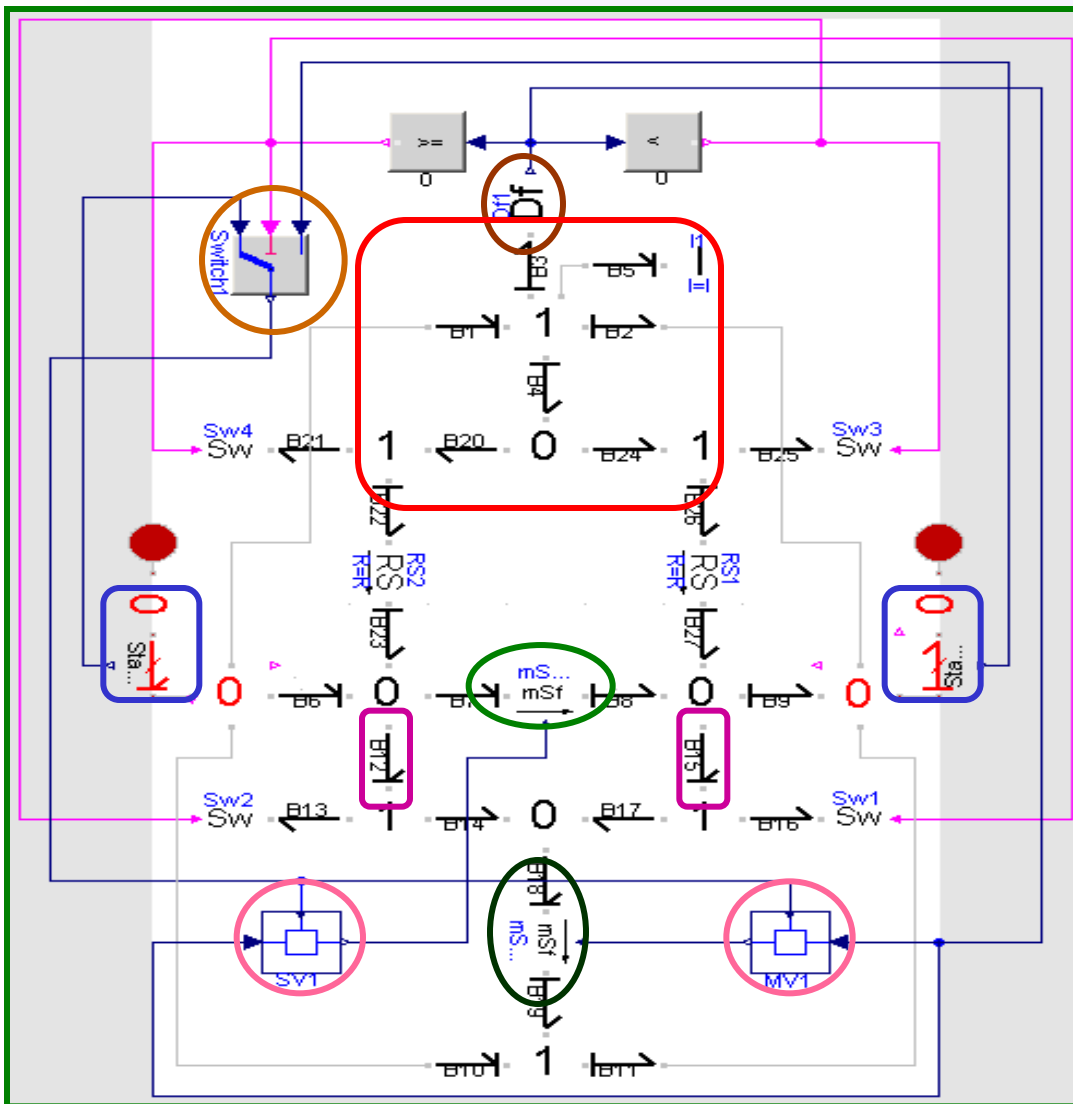 >=
<
0
0
Df1
Df
Switch1
B3
B5
I1
I=I
B1
1
B2
B4
Sw4
Sw
B21
1
B20
0
B24
1
B25
Sw3
Sw
B22
B26
R=R
RS
RS2
R=R
RS
RS1
0
Sta...
B23
B27
0
1
Sta...
0
B6
0
B7
mS...
mSf
B8
0
B9
0
B12
B15
Sw2
Sw
B13
1
B14
0
B17
1
B16
Sw1
Sw
B18
mS...
mSf
SV1
MV1
B19
B10
1
B11